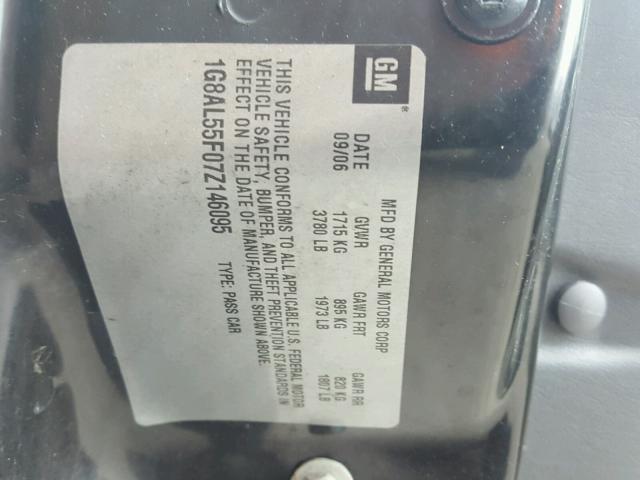 GM®
MFD BY GENERAL MOTORS CORP
DATE GVWR GAWR FRT GAWR RR
09/06 1715 KG 895 KG 820 KG
3780 LB 1973 LB 1807 LB
THIS VEHICLE CONFORMS TO ALL APPLICABLE U.S. FEDERAL MOTOR
VEHICLE SAFETY, BUMPER, AND THEFT PREVENTION STANDARDS IN
EFFECT ON THE DATE OF MANUFACTURE SHOWN ABOVE.
1G8AL55F07Z146095 TYPE: PASS CAR